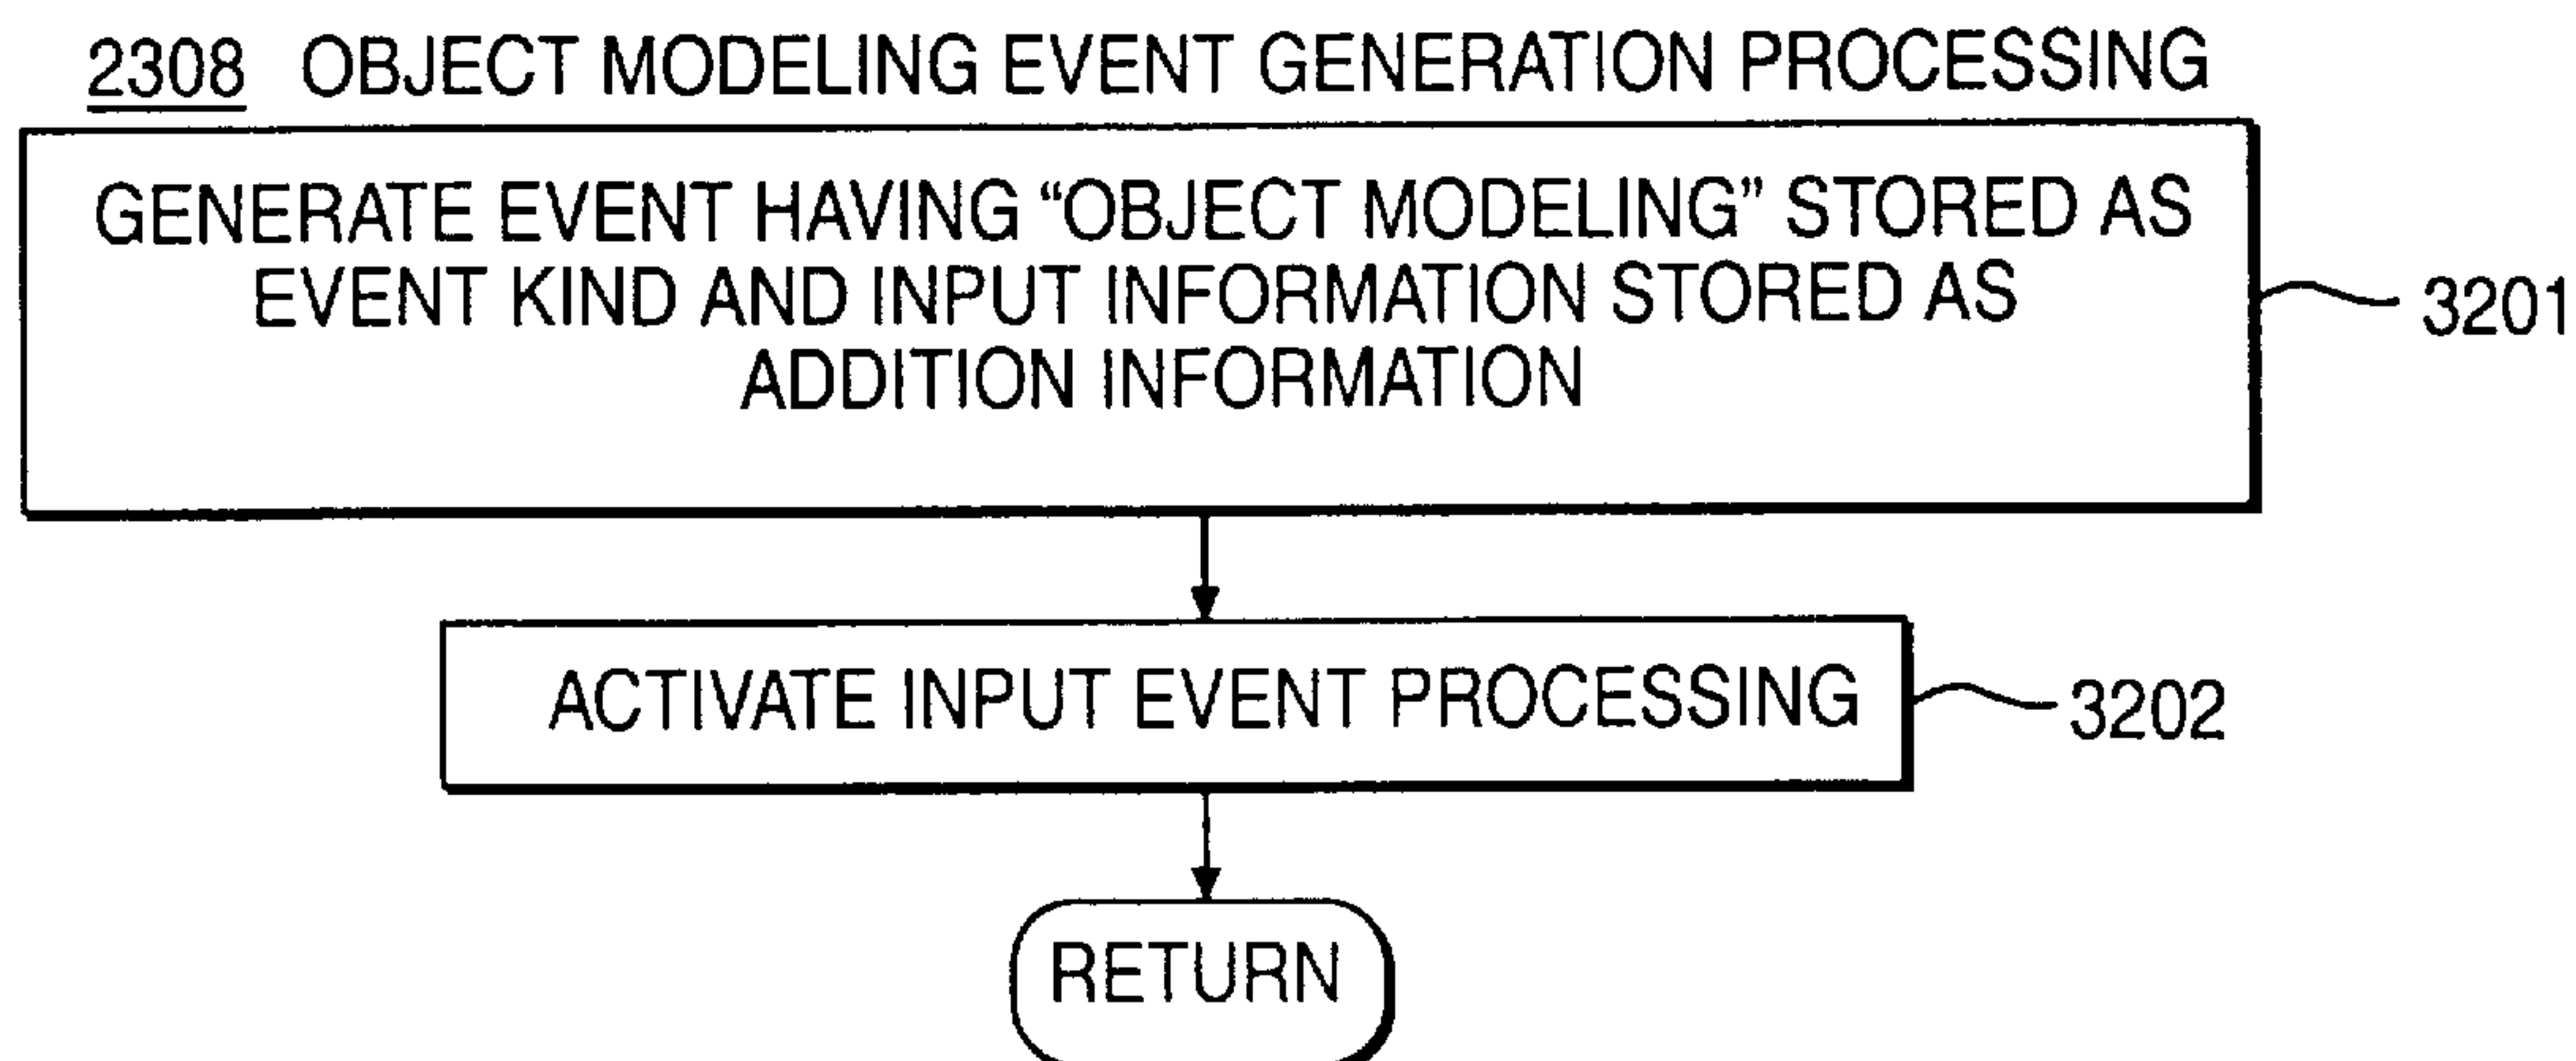 2308 OBJECT MODELING EVENT GENERATION PROCESSING
GENERATE EVENT HAVING “OBJECT MODELING” STORED AS
EVENT KIND AND INPUT INFORMATION STORED AS
ADDITION INFORMATION
3201
ACTIVATE INPUT EVENT PROCESSING
3202
RETURN